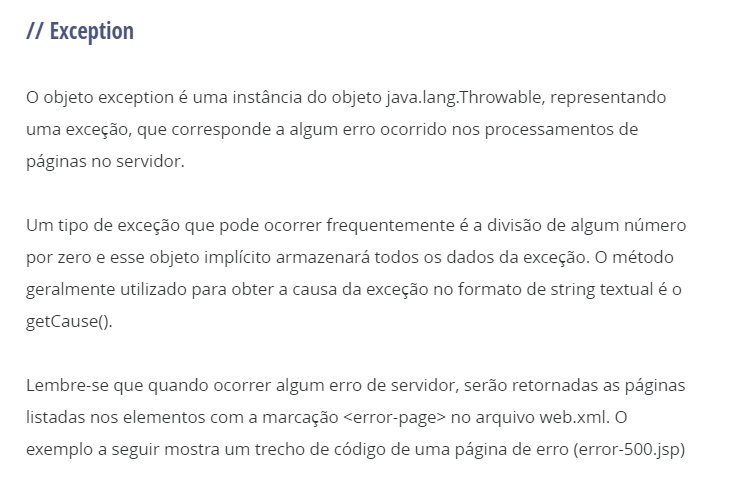 // Exception
O objeto exception é uma instância do objeto java.lang.Throwable, representando
uma exceção, que corresponde a algum erro ocorrido nos processamentos de
páginas no servidor.
Um tipo de exceção que pode ocorrer frequentemente é a divisão de algum número
por zero e esse objeto implícito armazenará todos os dados da exceção. O método
geralmente utilizado para obter a causa da exceção no formato de string textual é o
getCause().
Lembre-se que quando ocorrer algum erro de servidor, serão retornadas as páginas
listadas nos elementos com a marcação <error-page> no arquivo web.xml. O
exemplo a seguir mostra um trecho de código de uma página de erro (error-500.jsp)